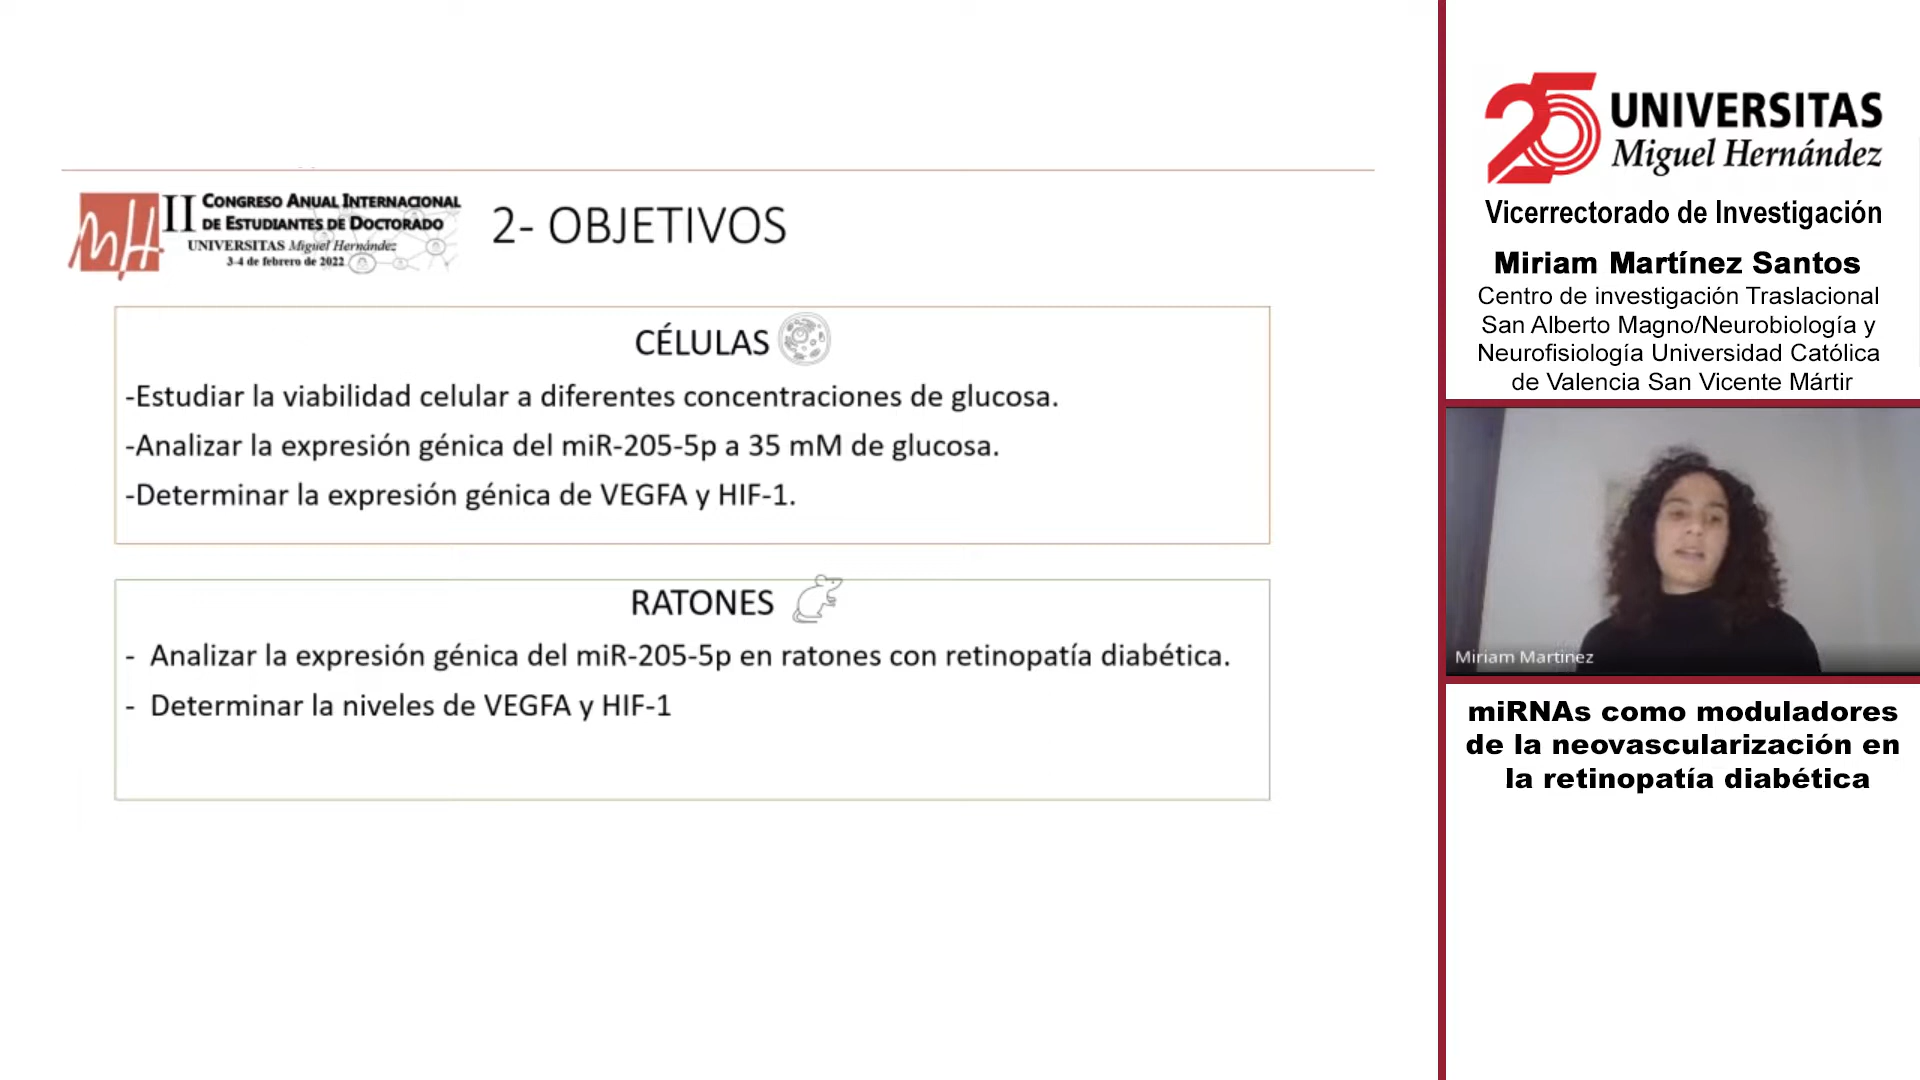 II CONGRESO ANUAL INTERNACIONAL
DE ESTUDIANTES DE DOCTORADO
UNIVERSITAS Miguel Hernández
3-4 de febrero de 2022
2- OBJETIVOS
CÉLULAS
-Estudiar la viabilidad celular a diferentes concentraciones de glucosa.
-Analizar la expresión génica del miR-205-5p a 35 mM de glucosa.
-Determinar la expresión génica de VEGFA y HIF-1.
RATONES
- Analizar la expresión génica del miR-205-5p en ratones con retinopatía diabética.
- Determinar la niveles de VEGFA y HIF-1
25 UNIVERSITAS
Miguel Hernández
Vicerrectorado de Investigación
Miriam Martínez Santos
Centro de investigación Traslacional
San Alberto Magno/Neurobiología y
Neurofisiología Universidad Católica
de Valencia San Vicente Mártir
Miriam Martinez
miRNAs como moduladores
de la neovascularización en
la retinopatía diabética